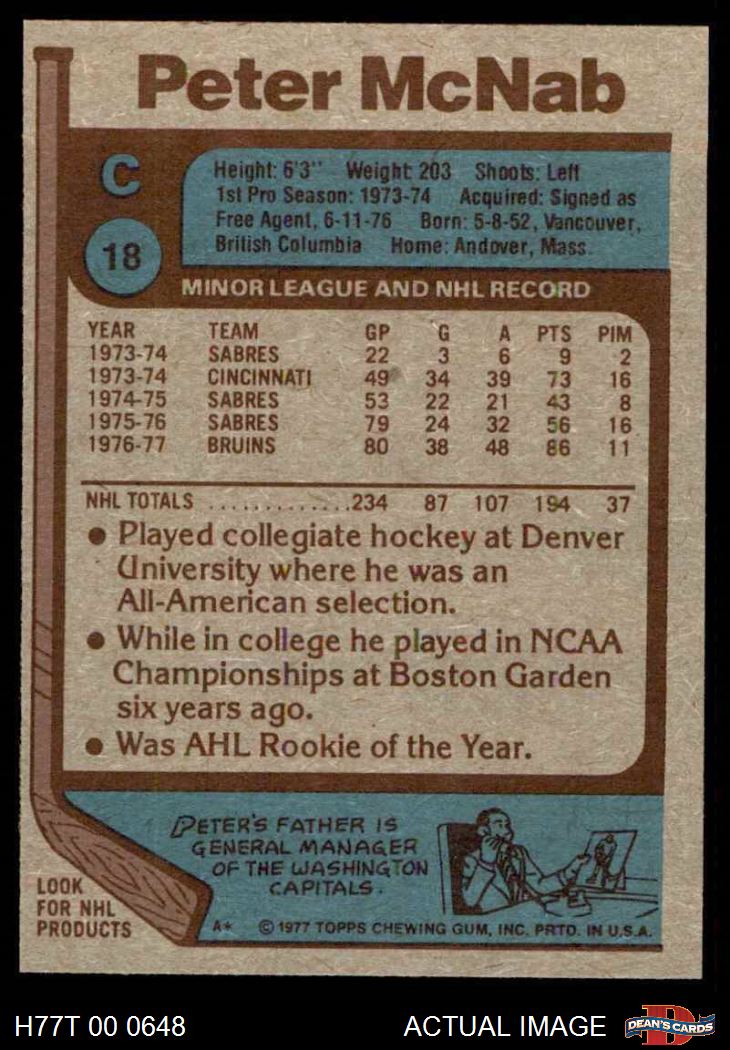 Peter McNab
C
18
Height: 6'3" Weight: 203 Shoots: Left
1st Pro Season: 1973-74 Acquired: Signed as
Free Agent, 6-11-76 Born: 5-8-52, Vancouver,
British Columbia Home: Andover, Mass.
MINOR LEAGUE AND NHL RECORD
YEAR TEAM GP G A PTS PIM
1973-74 SABRES 22 3 6 9 2
1973-74 CINCINNATI 49 34 39 73 16
1974-75 SABRES 53 22 21 43 8
1975-76 SABRES 79 24 32 56 16
1976-77 BRUINS 80 38 48 86 11
NHL TOTALS .............234 87 107 194 37
● Played collegiate hockey at Denver
University where he was an
All-American selection.
● While in college he played in NCAA
Championships at Boston Garden
six years ago.
● Was AHL Rookie of the Year.
PETER'S FATHER IS
GENERAL MANAGER
OF THE WASHINGTON
CAPITALS.
LOOK
FOR NHL
PRODUCTS
A* © 1977 TOPPS CHEWING GUM, INC. PRTD. IN U.S.A.
H77T 00 0648 ACTUAL IMAGE D DEAN'S CARDS